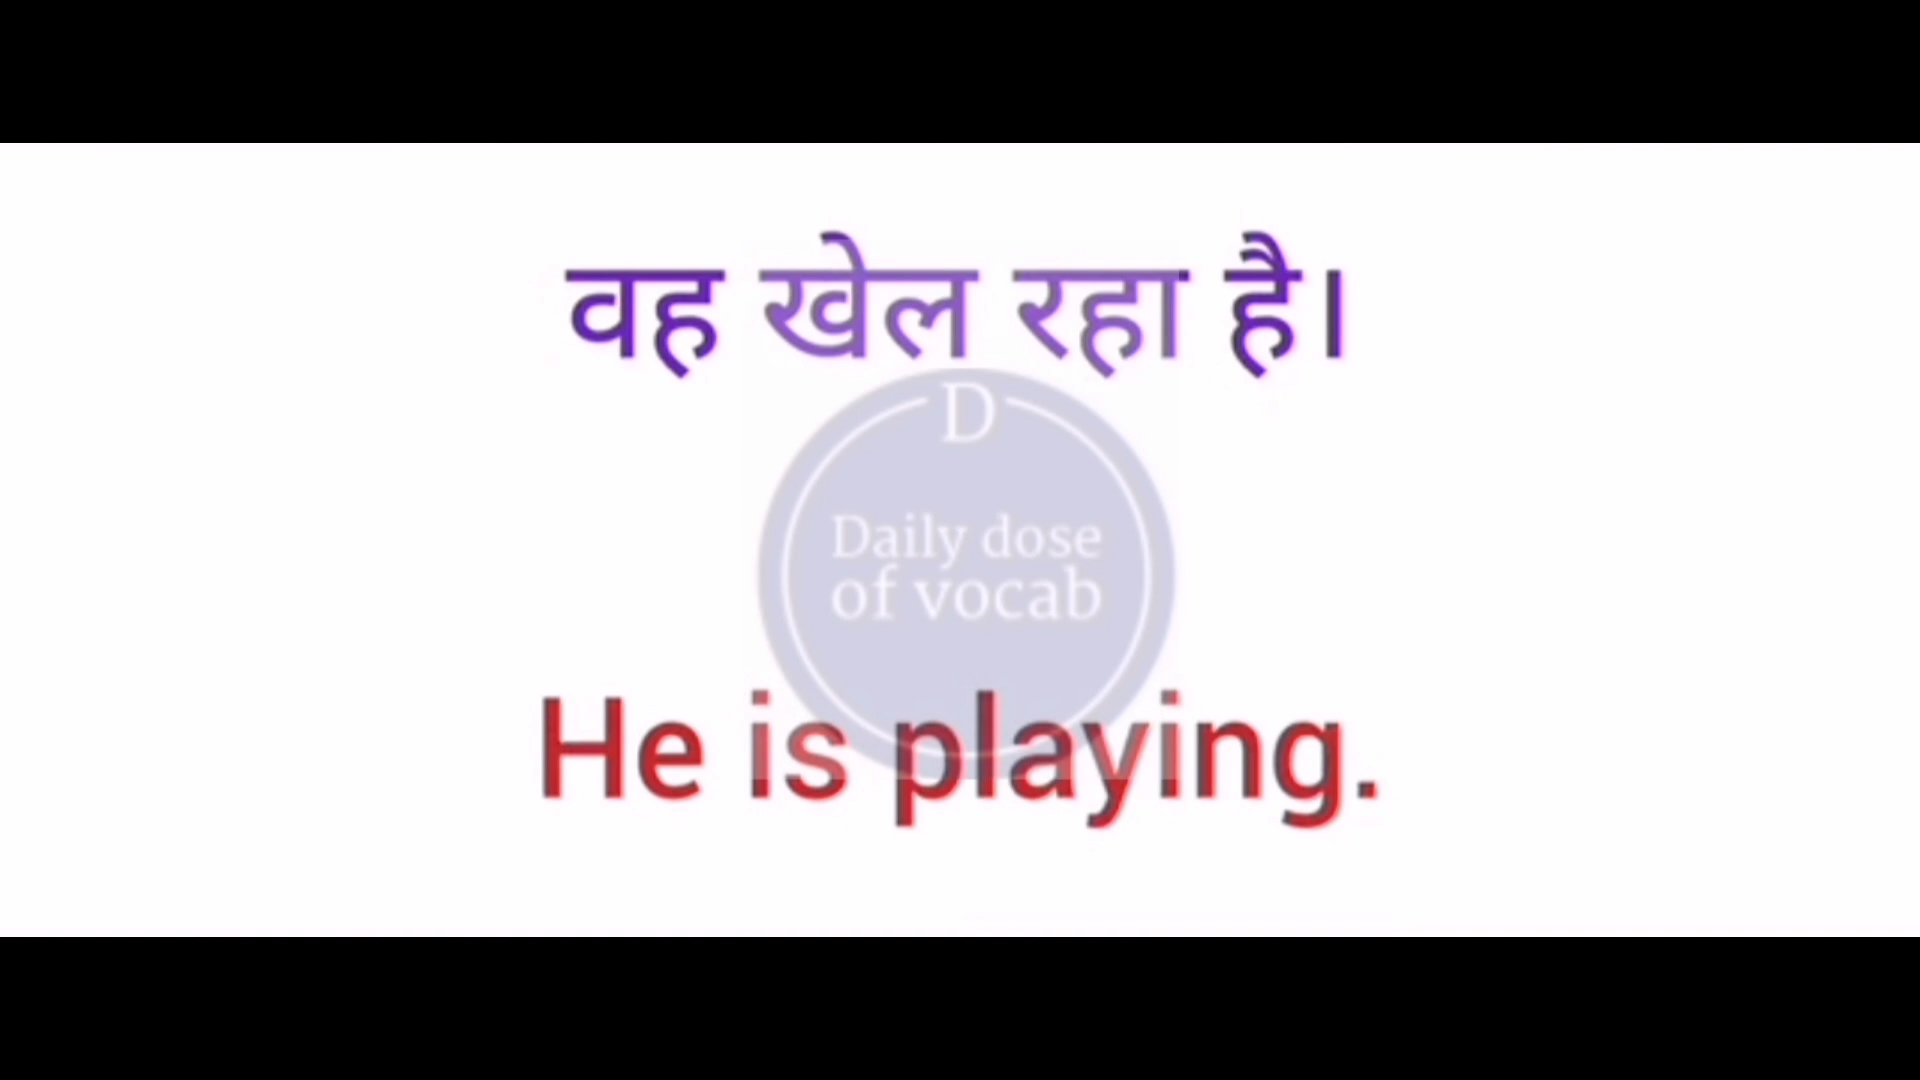 वह खेल रहा है।
D
Daily dose
of vocab
He is playing.